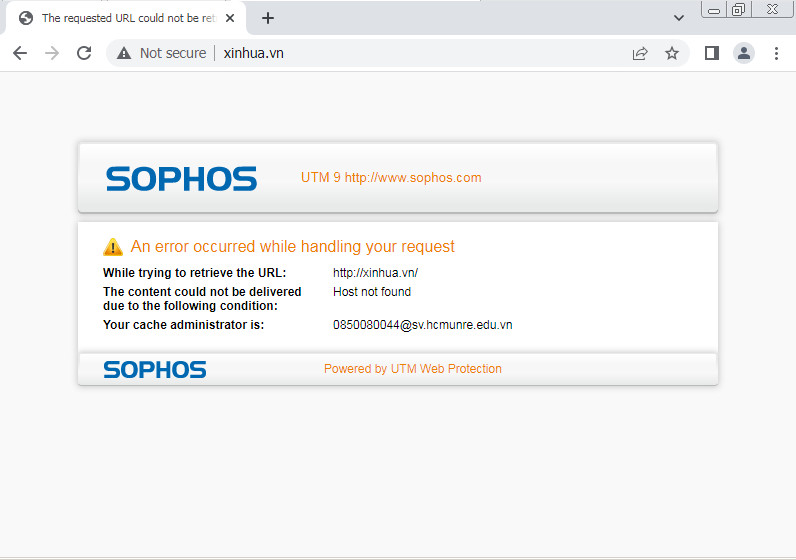 The requested URL could not be ret
Not secure
xinhua.vn
SOPHOS
UTM 9 http://www.sophos.com
An error occurred while handling your request
While trying to retrieve the URL: http://xinhua.vn/
The content could not be delivered Host not found
due to the following condition:
Your cache administrator is: 0850080044@sv.hcmunre.edu.vn
SOPHOS
Powered by UTM Web Protection